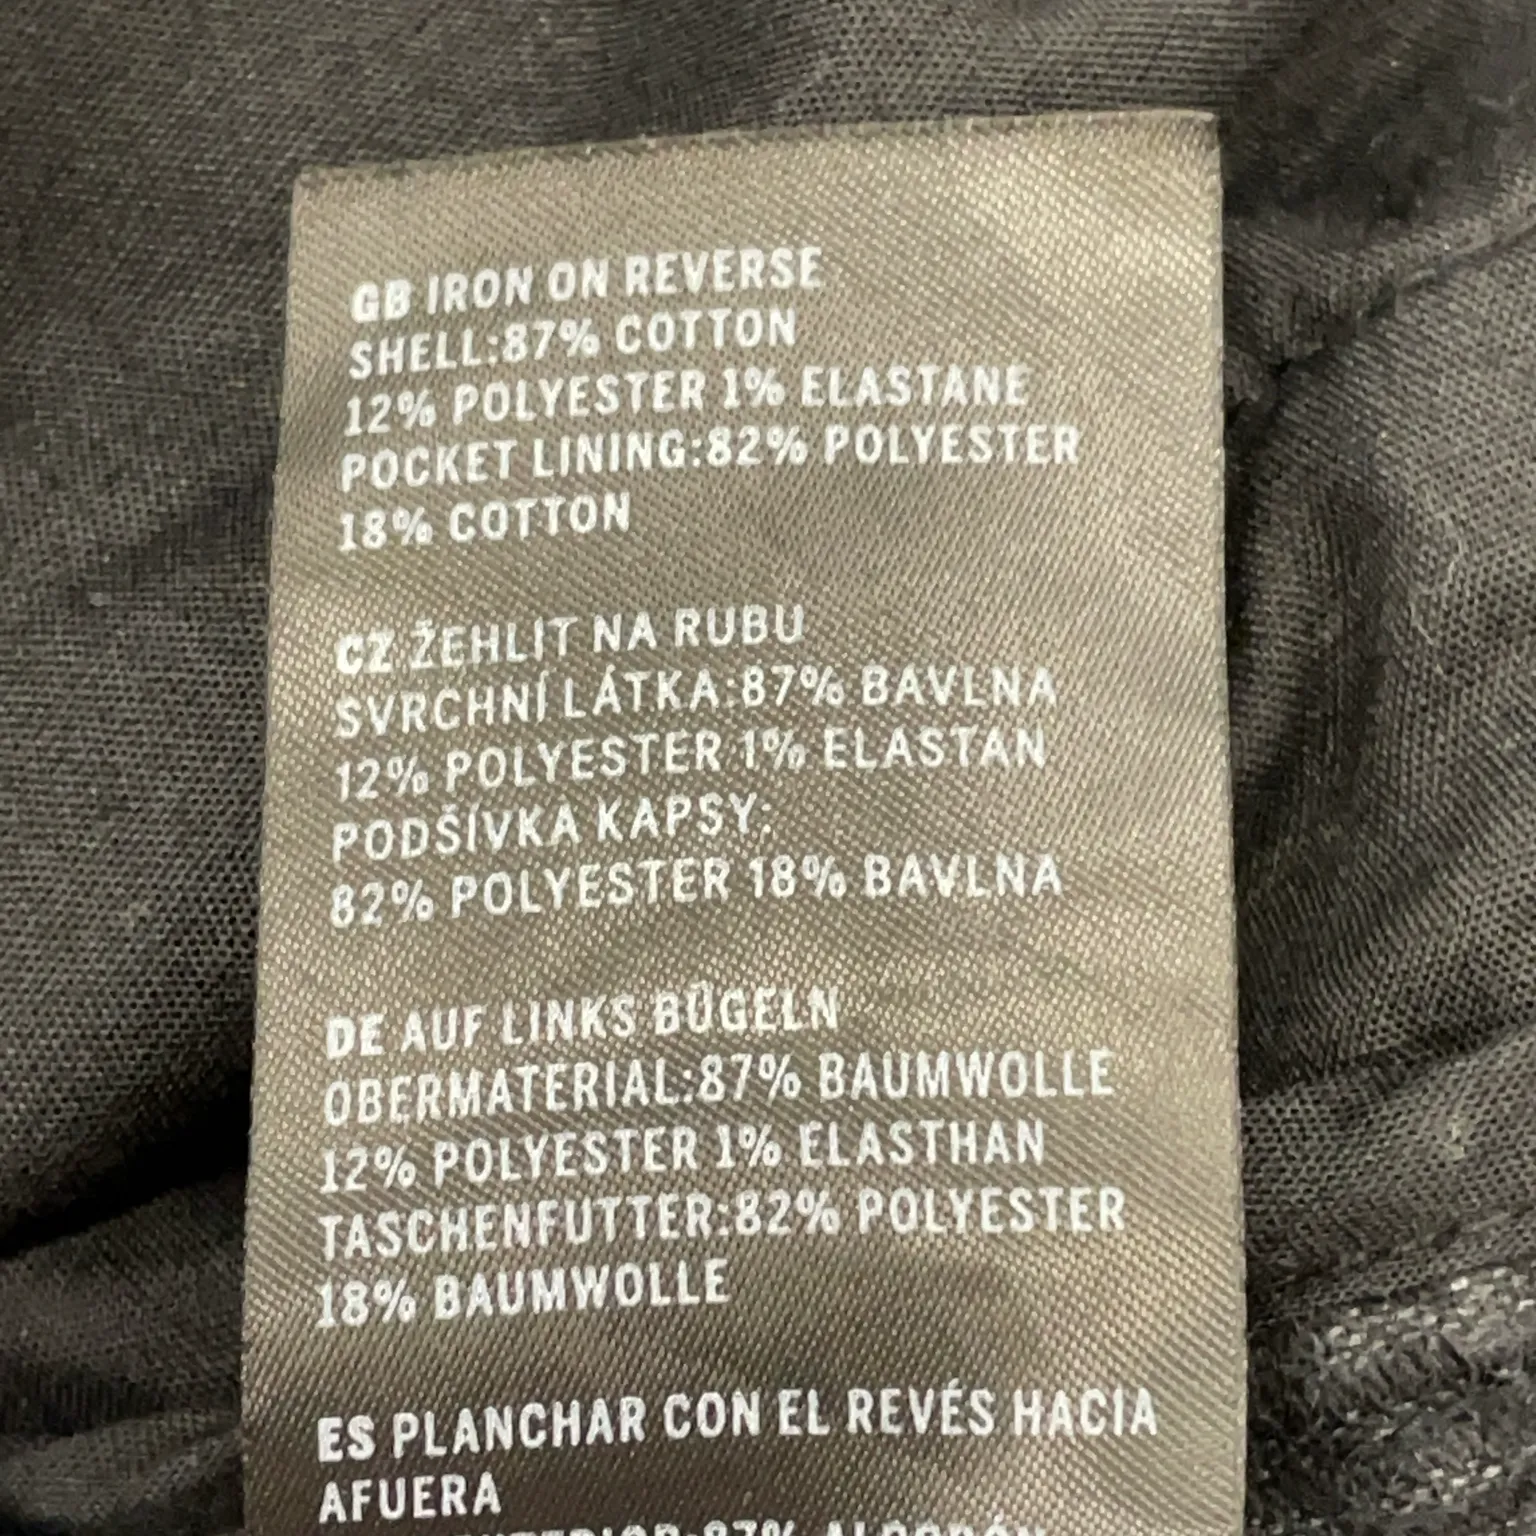 GB IRON ON REVERSE
SHELL:87% COTTON
12% POLYESTER 1% ELASTANE
POCKET LINING:82% POLYESTER
18% COTTON
CZ ŽEHLIT NA RUBU
SVRCHNÍ LÁTKA:87% BAVLNA
12% POLYESTER 1% ELASTAN
PODŠÍVKA KAPSY:
82% POLYESTER 18% BAVLNA
DE AUF LINKS BÜGELN
OBERMATERIAL:87% BAUMWOLLE
12% POLYESTER 1% ELASTHAN
TASCHENFUTTER:82% POLYESTER
18% BAUMWOLLE
ES PLANCHAR CON EL REVÉS HACIA
AFUERA
87% ALGODÓN